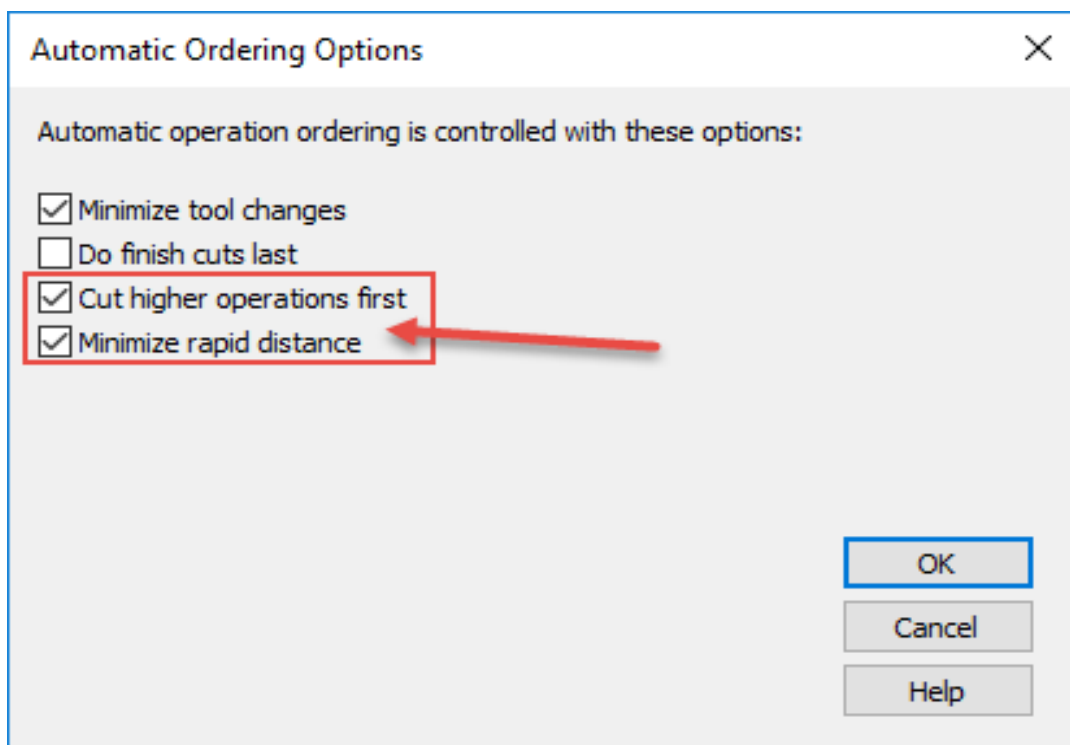 Automatic Ordering Options
Automatic operation ordering is controlled with these options:
Minimize tool changes
Do finish cuts last
Cut higher operations first
Minimize rapid distance
OK
Cancel
Help